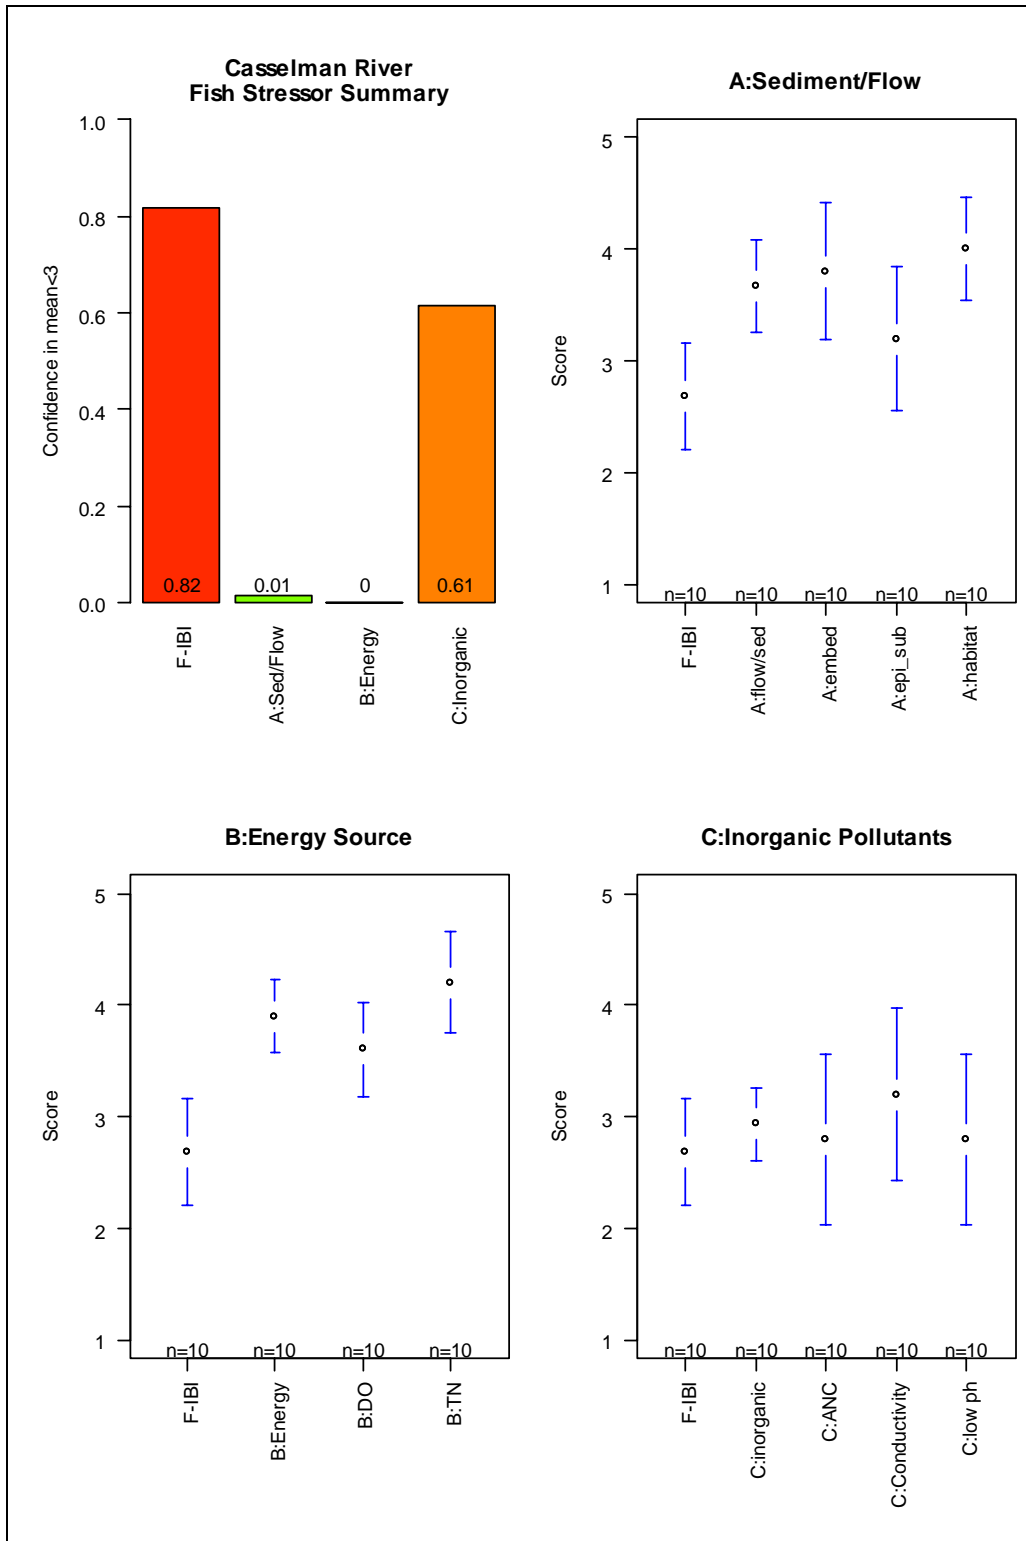 Casselman River
Fish Stressor Summary
Confidence in mean<3
1.0
0.8
0.6
0.4
0.2
0.0
0.82
0.01
0
0.61
F-IBI
A:Sed/Flow
B:Energy
C:Inorganic
A:Sediment/Flow
Score
5
4
3
2
1
n=10
n=10
n=10
n=10
n=10
F-IBI
A:flow/sed
A:embed
A:epi_sub
A:habitat
B:Energy Source
Score
5
4
3
2
1
n=10
n=10
n=10
n=10
F-IBI
B:Energy
B:DO
B:TN
C:Inorganic Pollutants
Score
5
4
3
2
1
n=10
n=10
n=10
n=10
n=10
F-IBI
C:inorganic
C:ANC
C:Conductivity
C:low ph